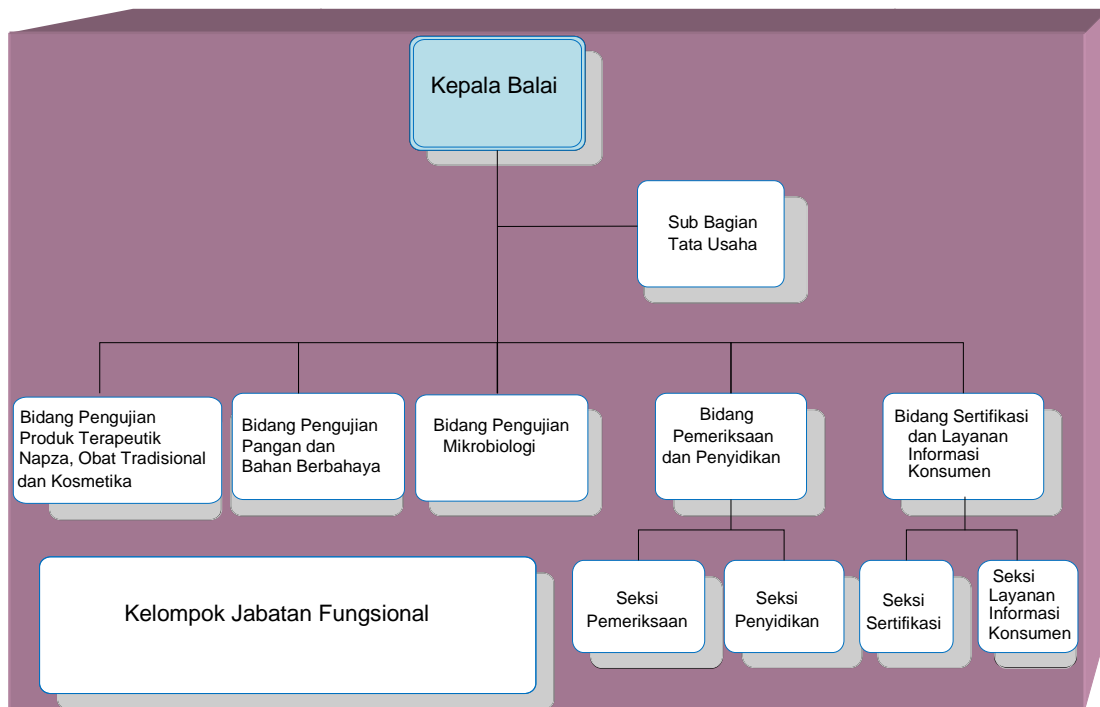 Kepala Balai
Sub Bagian
Tata Usaha
Bidang Pengujian
Produk Terapeutik
Napza, Obat Tradisional
dan Kosmetika
Bidang Pengujian
Pangan dan
Bahan Berbahaya
Bidang Pengujian
Mikrobiologi
Bidang
Pemeriksaan
dan Penyidikan
Bidang Sertifikasi
dan Layanan
Informasi
Konsumen
Kelompok Jabatan Fungsional
Seksi
Pemeriksaan
Seksi
Penyidikan
Seksi
Sertifikasi
Seksi
Layanan
Informasi
Konsumen